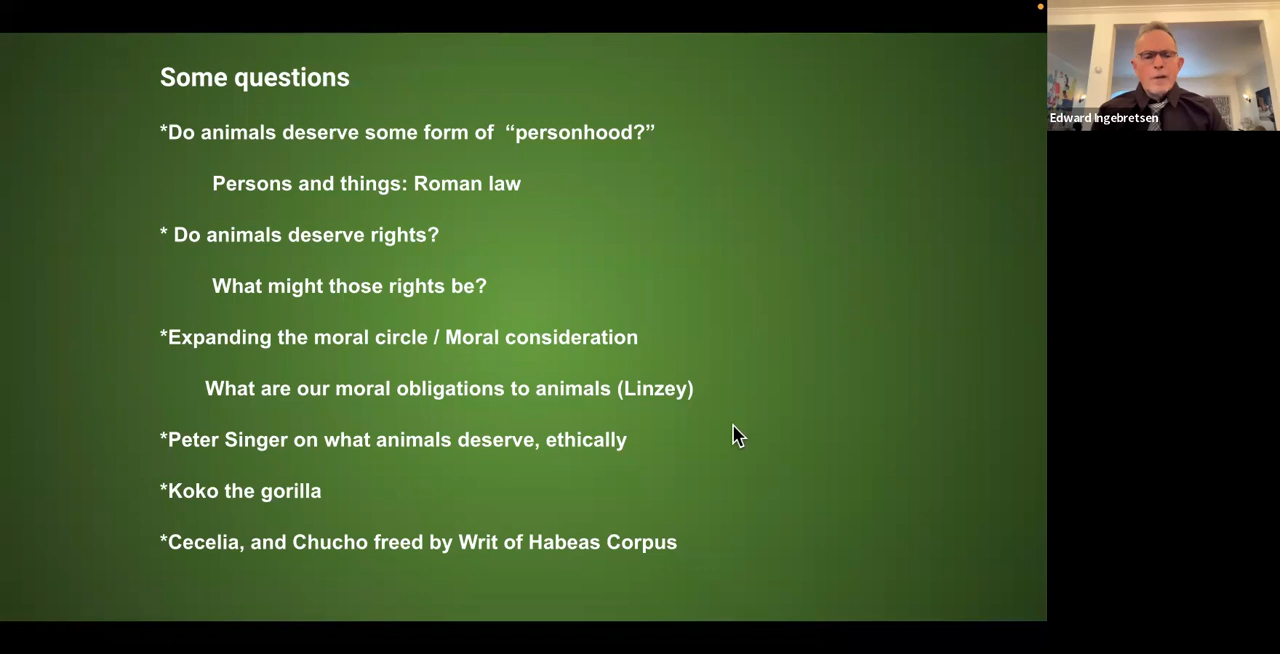 Some questions
*Do animals deserve some form of “personhood?”
Persons and things: Roman law
* Do animals deserve rights?
What might those rights be?
*Expanding the moral circle / Moral consideration
What are our moral obligations to animals (Linzey)
*Peter Singer on what animals deserve, ethically
*Koko the gorilla
*Cecelia, and Chucho freed by Writ of Habeas Corpus
Edward Ingebretsen